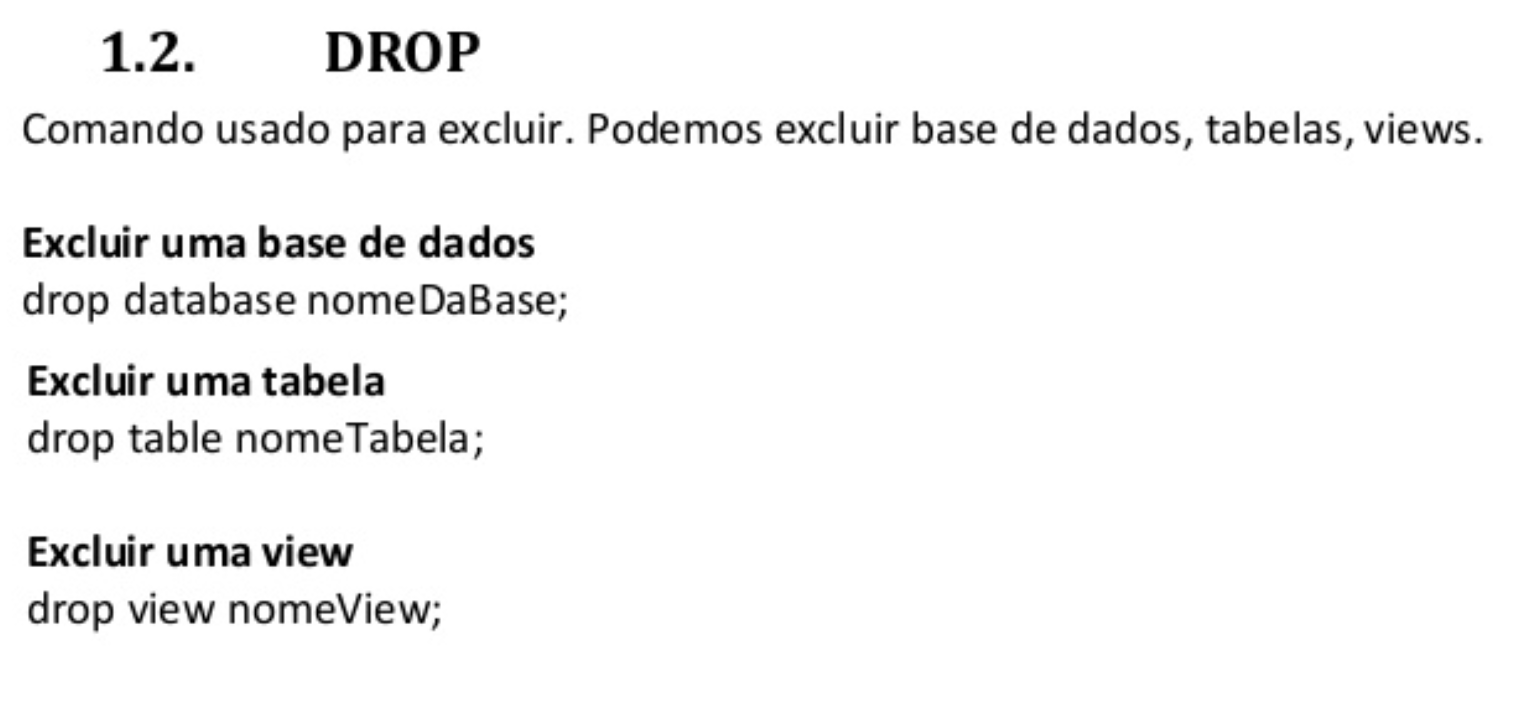 1.2. DROP
Comando usado para excluir. Podemos excluir base de dados, tabelas, views.
Excluir uma base de dados
drop database nomeDaBase;
Excluir uma tabela
drop table nomeTabela;
Excluir uma view
drop view nomeView;